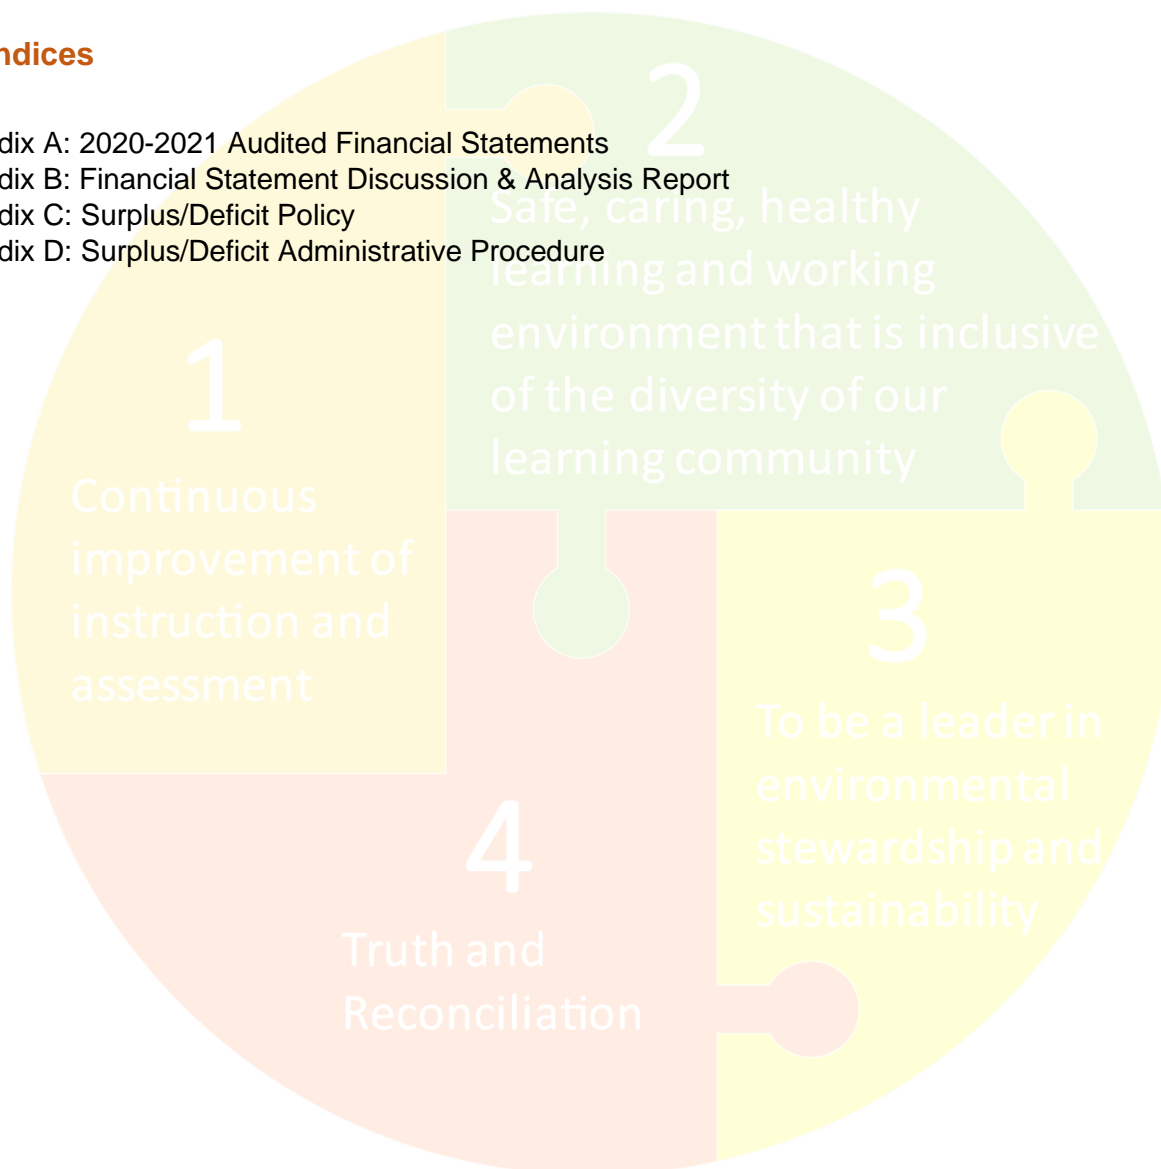 ndices
dix A: 2020-2021 Audited Financial Statements
dix B: Financial Statement Discussion & Analysis Report
dix C: Surplus/Deficit Policy
dix D: Surplus/Deficit Administrative Procedure
1
Continuous
improvement of
instruction and
assessment
2
Safe, caring, healthy
learning and working
environment that is inclusive
of the diversity of our
learning community
3
To be a leader in
environmental
stewardship and
sustainability
4
Truth and
Reconciliation